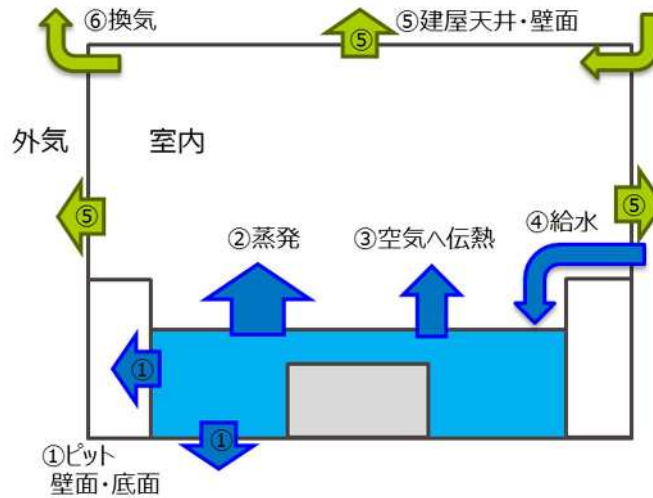 ⑥換気
⑤
⑤建屋天井・壁面
外気
室内
⑤
⑤
②蒸発
③空気へ伝熱
④給水
①
①
①ピット
壁面・底面